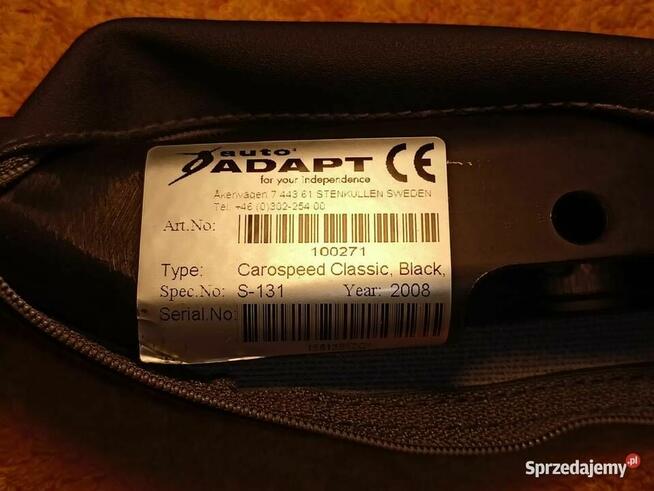 auto
ADAPT CE
for your independence
Åkerivägen 7 443 61 STENKULLEN SWEDEN
Tel. +46 (0)302-254 00
Art.No:
100271
Type: Carospeed Classic, Black,
Spec.No: S-131 Year: 2008
Serial.No:
Sprzedajemy.pl